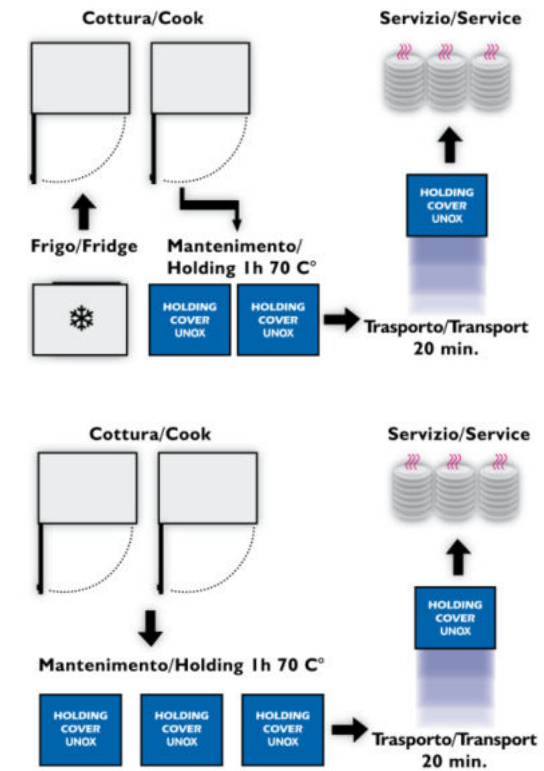 Cottura/Cook
Servizio/Service
HOLDING
COVER
UNOX
Frigo/Fridge
Mantenimento/
Holding 1h 70 C°
HOLDING
COVER
UNOX
HOLDING
COVER
UNOX
Trasporto/Transport
20 min.
Cottura/Cook
Servizio/Service
HOLDING
COVER
UNOX
Mantenimento/Holding 1h 70 C°
HOLDING
COVER
UNOX
HOLDING
COVER
UNOX
HOLDING
COVER
UNOX
Trasporto/Transport
20 min.